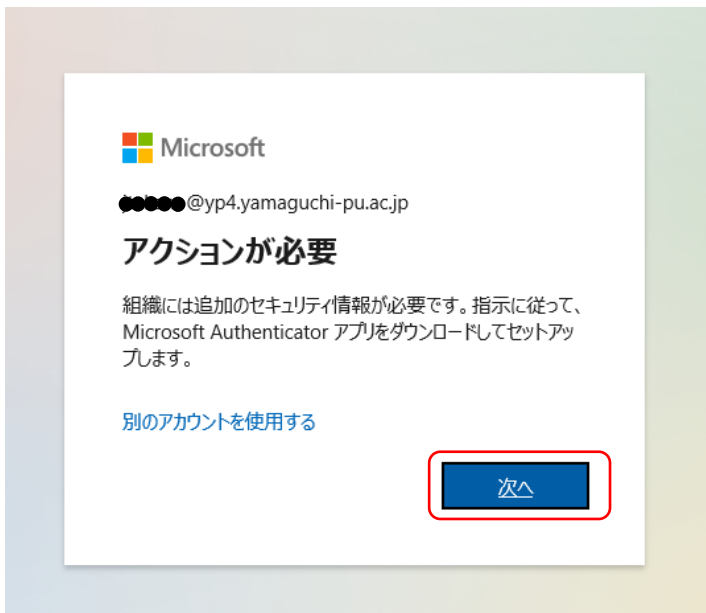 Microsoft
@yp4.yamaguchi-pu.ac.jp
アクションが必要
組織には追加のセキュリティ情報が必要です。指示に従って、
Microsoft Authenticator アプリをダウンロードしてセットアッ
プします。
別のアカウントを使用する
次へ